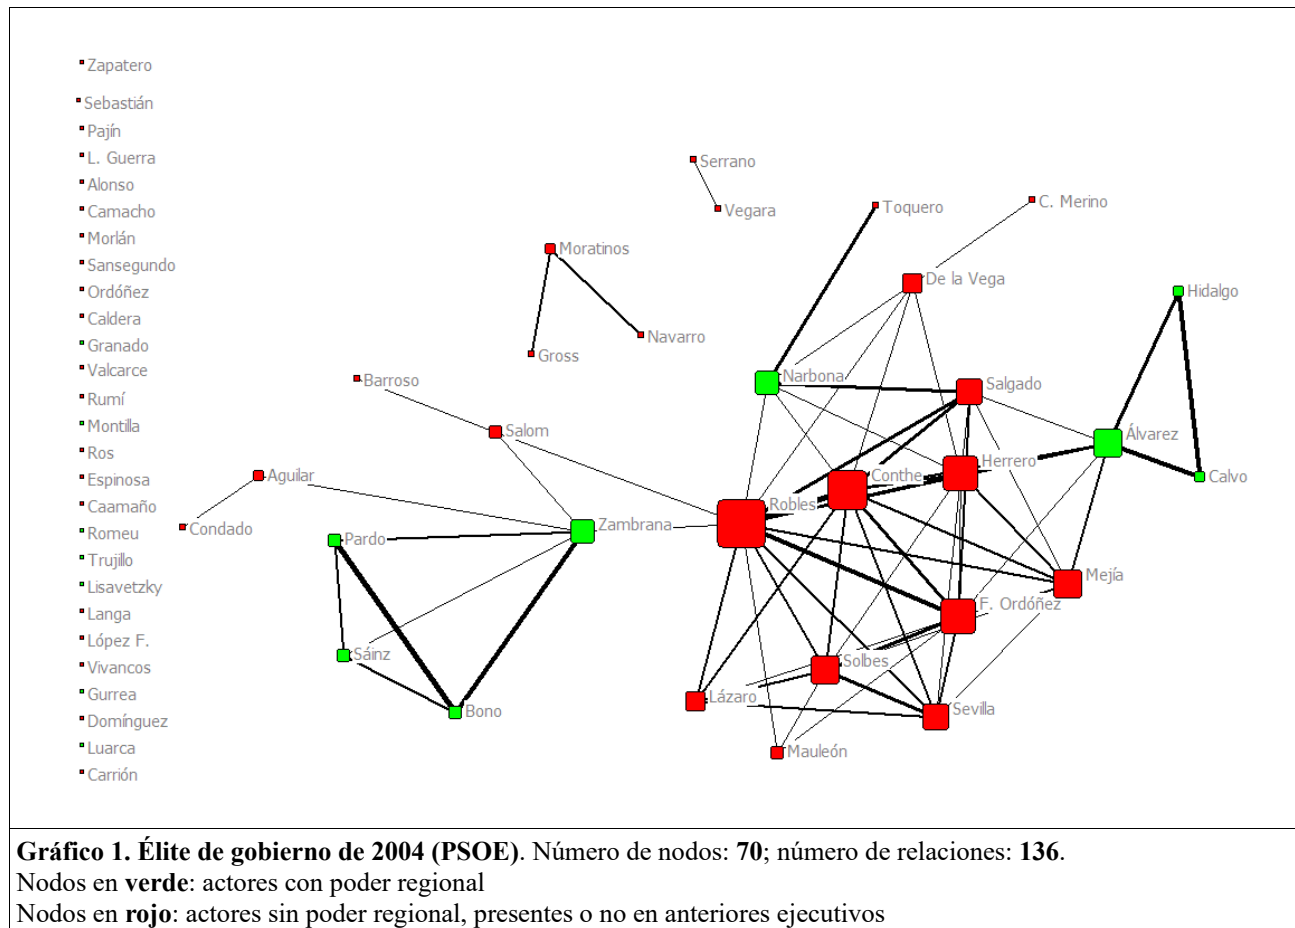 Zapatero
Sebastián
Pajín
L. Guerra
Alonso
Camacho
Morlán
Sansegundo
Ordóñez
Caldera
Granado
Valcarce
Rumí
Montilla
Ros
Espinosa
Caamaño
Romeu
Trujillo
Lisavetzky
Langa
López F.
Vivancos
Gurrea
Domínguez
Luarca
Carrión
Serrano
Vegara
Toquero
C. Merino
Moratinos
De la Vega
Hidalgo
Navarro
Gross
Barroso
Narbona
Salgado
Salom
Álvarez
Aguilar
Conthe
Herrero
Calvo
Robles
Condado
Pardo
Zambrana
Mejía
F. Ordóñez
Sáinz
Solbes
Lázaro
Sevilla
Bono
Mauleón
Gráfico 1. Élite de gobierno de 2004 (PSOE). Número de nodos: 70; número de relaciones: 136.
Nodos en verde: actores con poder regional
Nodos en rojo: actores sin poder regional, presentes o no en anteriores ejecutivos